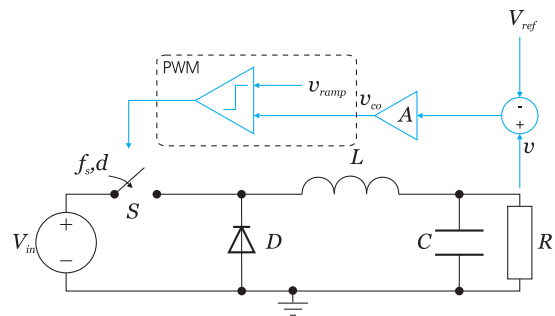 V_ref
PWM
v_ramp
v_co
A
-
+
v
f_s,d
S
L
V_in
+
−
D
C
R